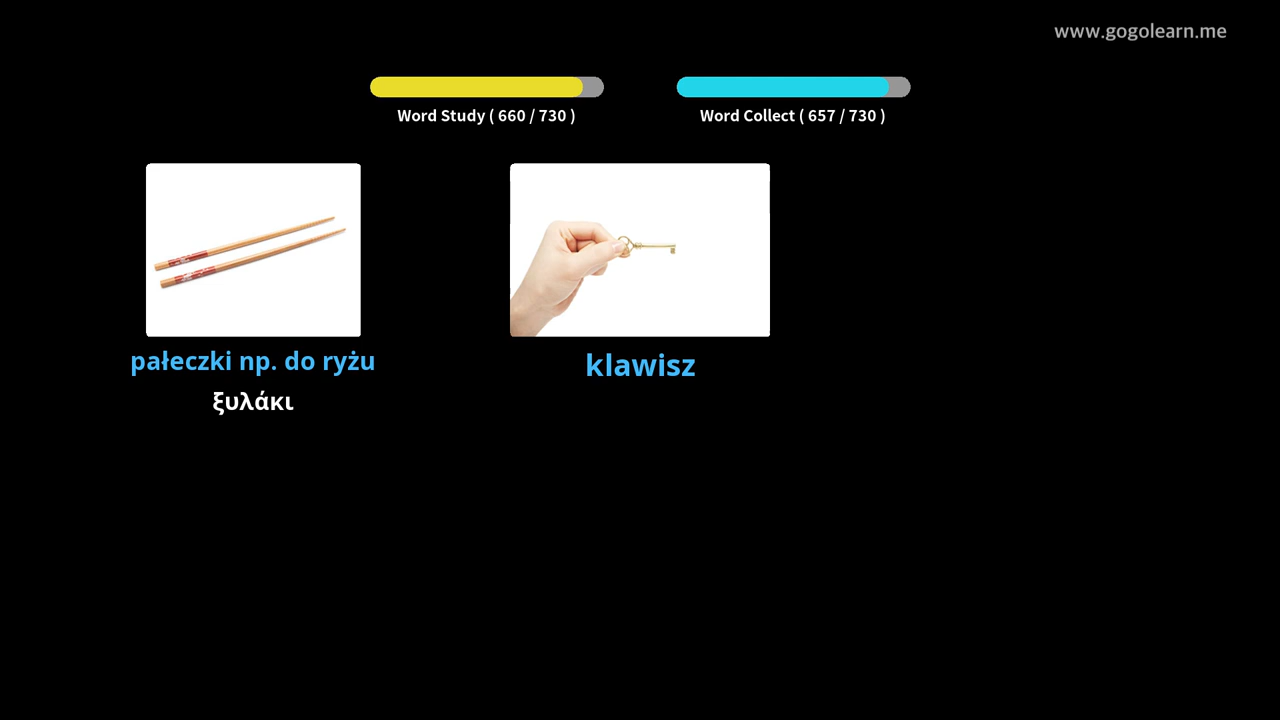 www.gogolearn.me
Word Study ( 660 / 730 )
Word Collect ( 657 / 730 )
pałeczki np. do ryżu
ξυλάκι
klawisz